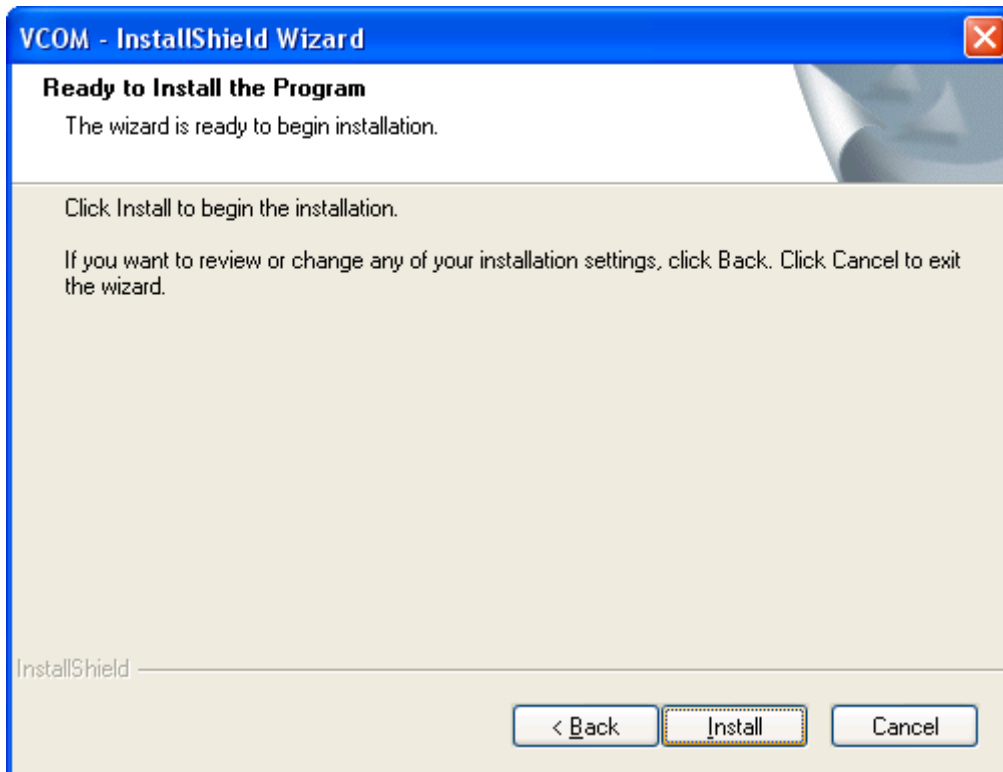 VCOM - InstallShield Wizard
Ready to Install the Program
The wizard is ready to begin installation.
Click Install to begin the installation.
If you want to review or change any of your installation settings, click Back. Click Cancel to exit
the wizard.
InstallShield
< Back Install Cancel